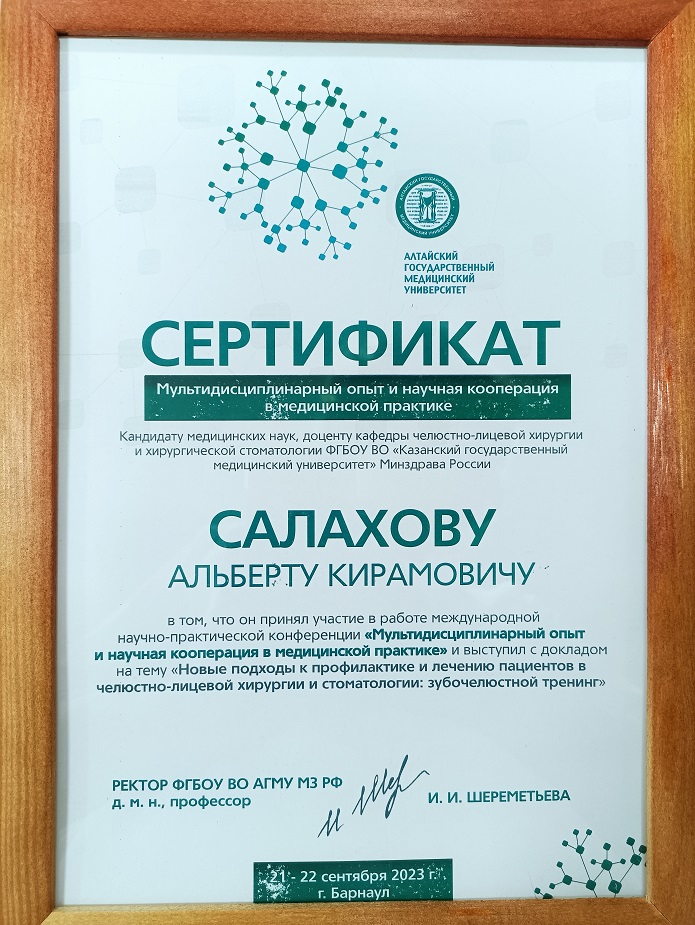 АЛТАЙСКИЙ
ГОСУДАРСТВЕННЫЙ
МЕДИЦИНСКИЙ
УНИВЕРСИТЕТ
СЕРТИФИКАТ
Мультидисциплинарный опыт и научная кооперация
в медицинской практике
Кандидату медицинских наук, доценту кафедры челюстно-лицевой хирургии
и хирургической стоматологии ФГБОУ ВО «Казанский государственный
медицинский университет» Минздрава России
САЛАХОВУ
АЛЬБЕРТУ КИРАМОВИЧУ
в том, что он принял участие в работе международной
научно-практической конференции «Мультидисциплинарный опыт
и научная кооперация в медицинской практике» и выступил с докладом
на тему «Новые подходы к профилактике и лечению пациентов в
челюстно-лицевой хирургии и стоматологии: зубочелюстной тренинг»
РЕКТОР ФГБОУ ВО АГМУ МЗ РФ
д. м. н., профессор
И. И. ШЕРЕМЕТЬЕВА
21 - 22 сентября 2023 г.
г. Барнаул